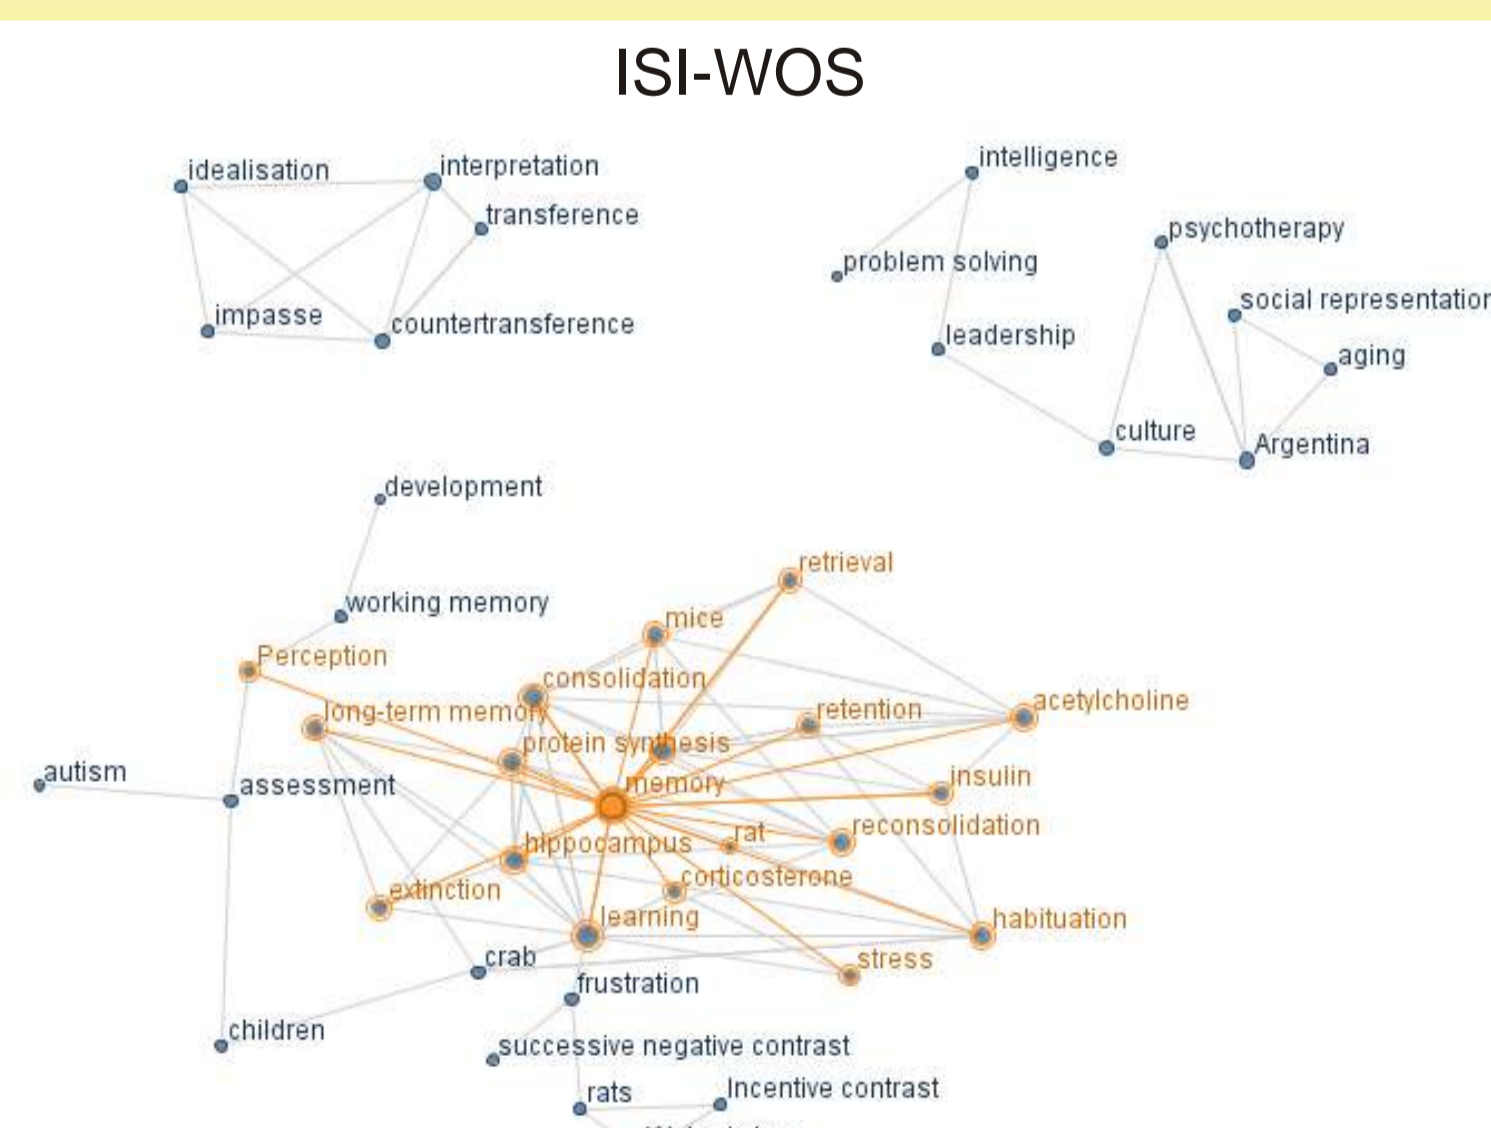 ISI-WOS
idealisation
interpretation
transference
impasse
countertransference
intelligence
problem solving
leadership
psychotherapy
social representation
aging
culture
Argentina
development
working memory
retrieval
mice
Perception
consolidation
long-term memory
retention
acetylcholine
protein synthesis
autism
assessment
memory
insulin
hippocampus
rat
reconsolidation
corticosterone
extinction
learning
habituation
crab
stress
frustration
children
successive negative contrast
rats
Incentive contrast